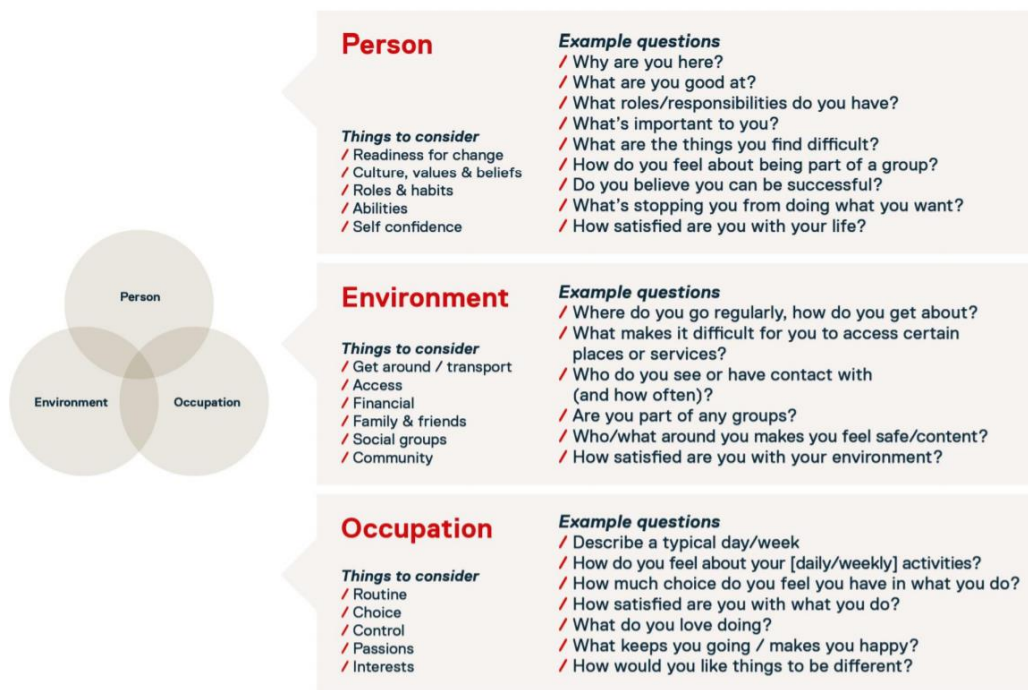 Person
Environment
Occupation
Person
Things to consider
/ Readiness for change
/ Culture, values & beliefs
/ Roles & habits
/ Abilities
/ Self confidence
Example questions
/ Why are you here?
/ What are you good at?
/ What roles/responsibilities do you have?
/ What's important to you?
/ What are the things you find difficult?
/ How do you feel about being part of a group?
/ Do you believe you can be successful?
/ What's stopping you from doing what you want?
/ How satisfied are you with your life?
Environment
Things to consider
/ Get around / transport
/ Access
/ Financial
/ Family & friends
/ Social groups
/ Community
Example questions
/ Where do you go regularly, how do you get about?
/ What makes it difficult for you to access certain
places or services?
/ Who do you see or have contact with
(and how often)?
/ Are you part of any groups?
/ Who/what around you makes you feel safe/content?
/ How satisfied are you with your environment?
Occupation
Things to consider
/ Routine
/ Choice
/ Control
/ Passions
/ Interests
Example questions
/ Describe a typical day/week
/ How do you feel about your [daily/weekly] activities?
/ How much choice do you feel you have in what you do?
/ How satisfied are you with what you do?
/ What do you love doing?
/ What keeps you going / makes you happy?
/ How would you like things to be different?